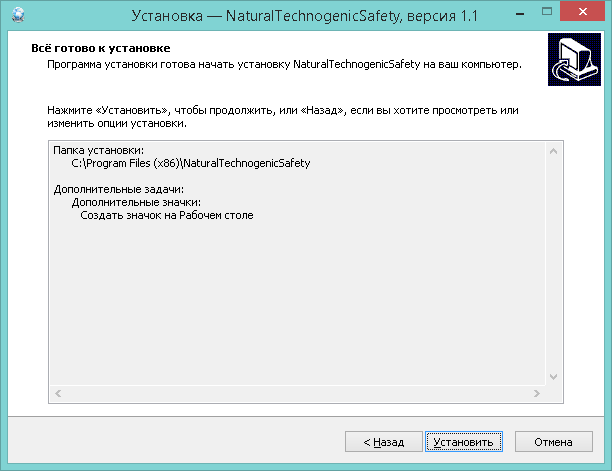 Установка — NaturalTechnogenicSafety, версия 1.1
Всё готово к установке
Программа установки готова начать установку NaturalTechnogenicSafety на ваш компьютер.
Нажмите «Установить», чтобы продолжить, или «Назад», если вы хотите просмотреть или
изменить опции установки.
Папка установки:
C:\Program Files (x86)\NaturalTechnogenicSafety
Дополнительные задачи:
Дополнительные значки:
Создать значок на Рабочем столе
< Назад
Установить
Отмена